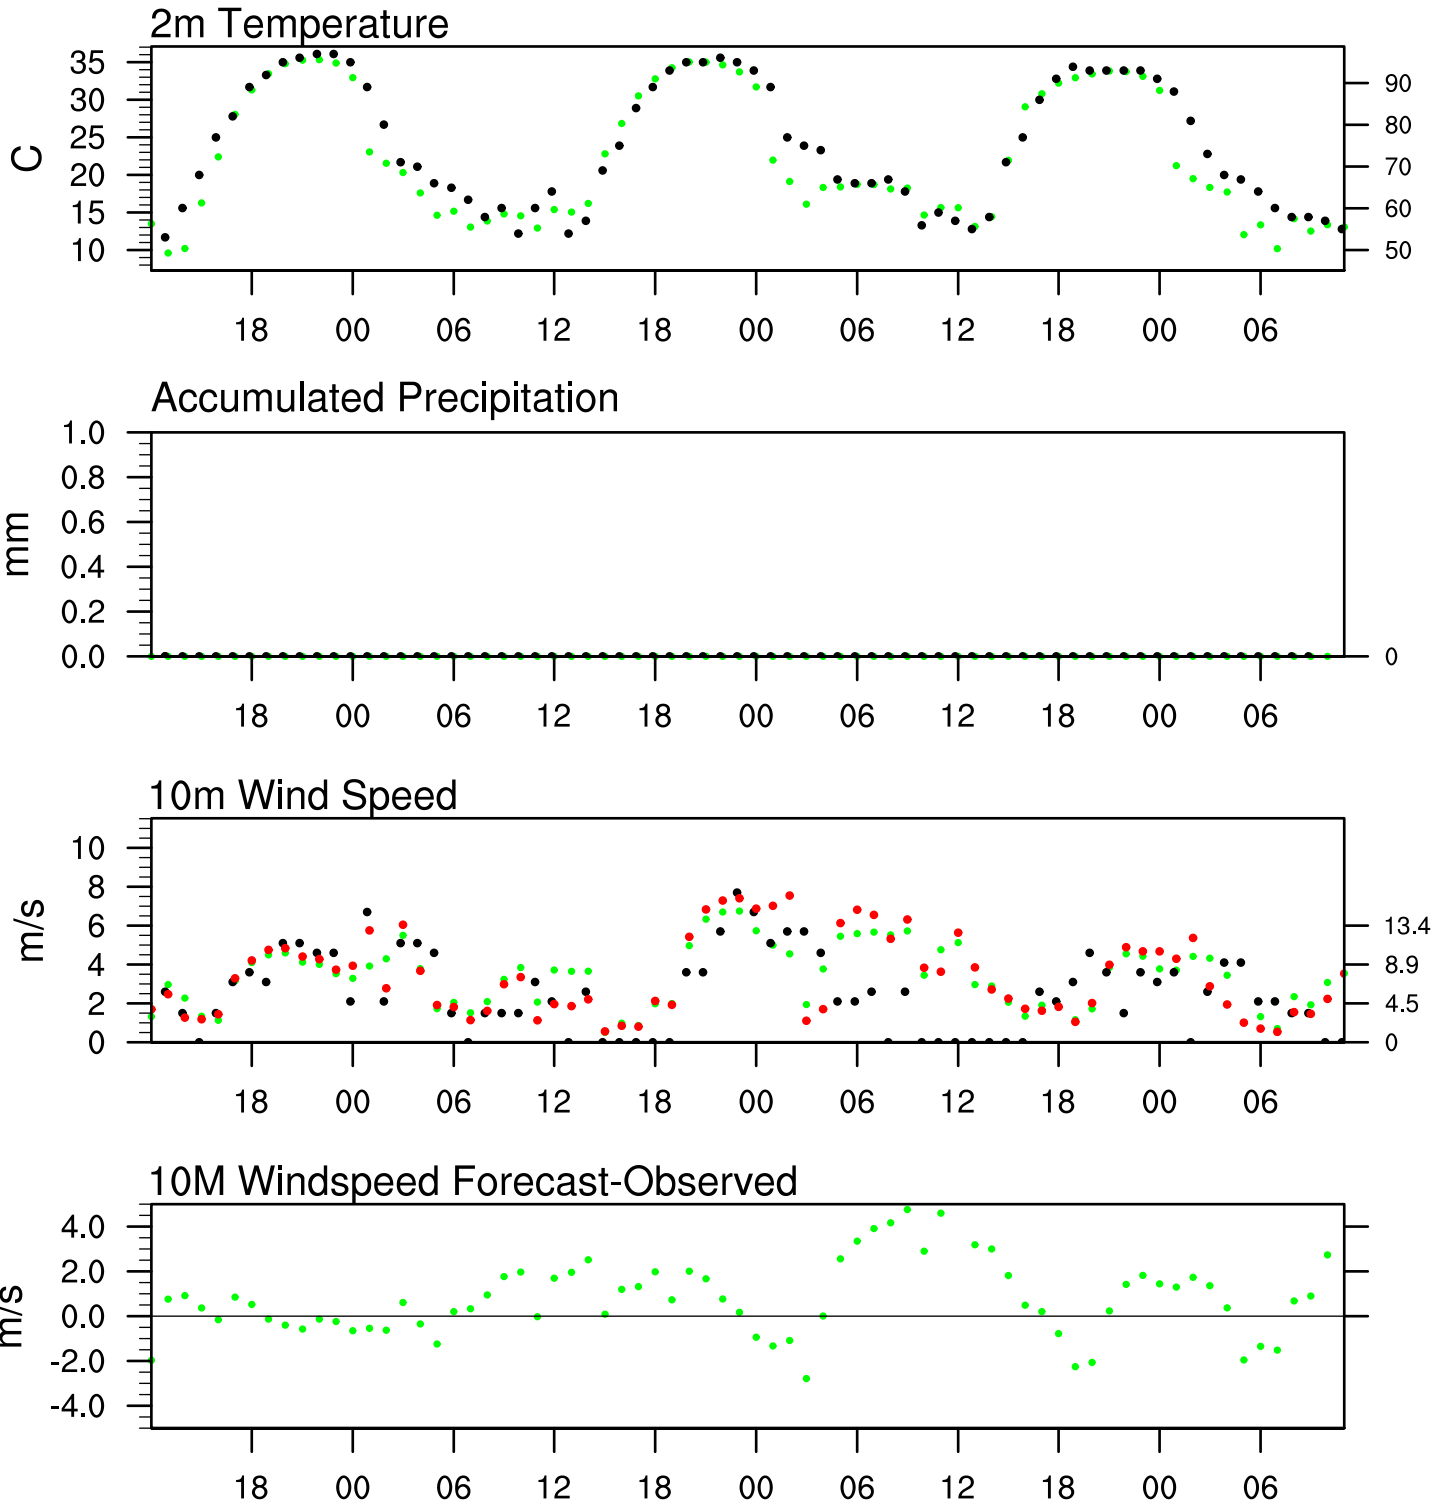 2m Temperature
C
35
30
25
20
15
10
90
80
70
60
50
18 00 06 12 18 00 06 12 18 00 06
Accumulated Precipitation
mm
1.0
0.8
0.6
0.4
0.2
0.0
0
18 00 06 12 18 00 06 12 18 00 06
10m Wind Speed
m/s
10
8
6
4
2
0
13.4
8.9
4.5
0
18 00 06 12 18 00 06 12 18 00 06
10M Windspeed Forecast-Observed
m/s
4.0
2.0
0.0
-2.0
-4.0
18 00 06 12 18 00 06 12 18 00 06